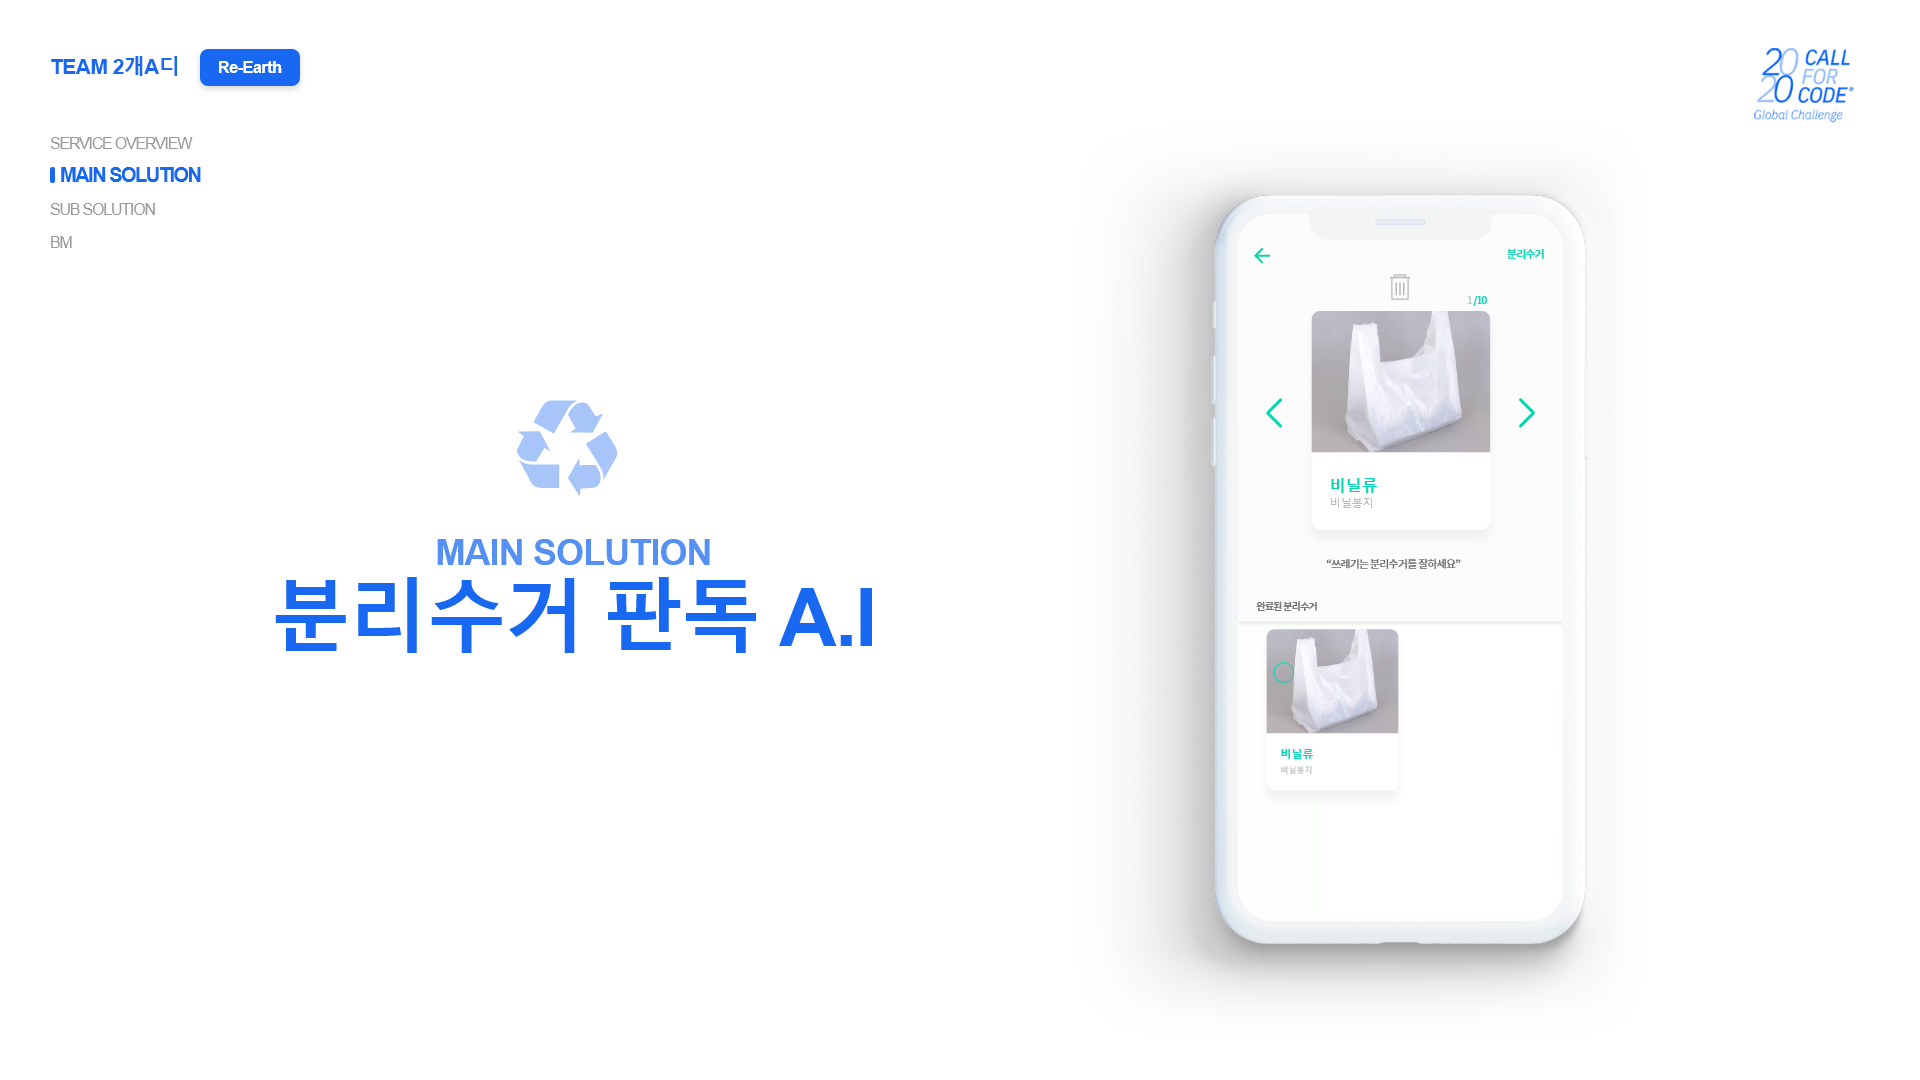 TEAM 2개A디
Re-Earth
20 CALL
FOR
20 CODE®
Global Challenge
SERVICE OVERVIEW
MAIN SOLUTION
SUB SOLUTION
BM
MAIN SOLUTION
분리수거 판독 A.I
분리수거
1/10
비닐류
비닐봉지
“쓰레기는 분리수거를 잘하세요”
완료된 분리수거
비닐류
비닐봉지